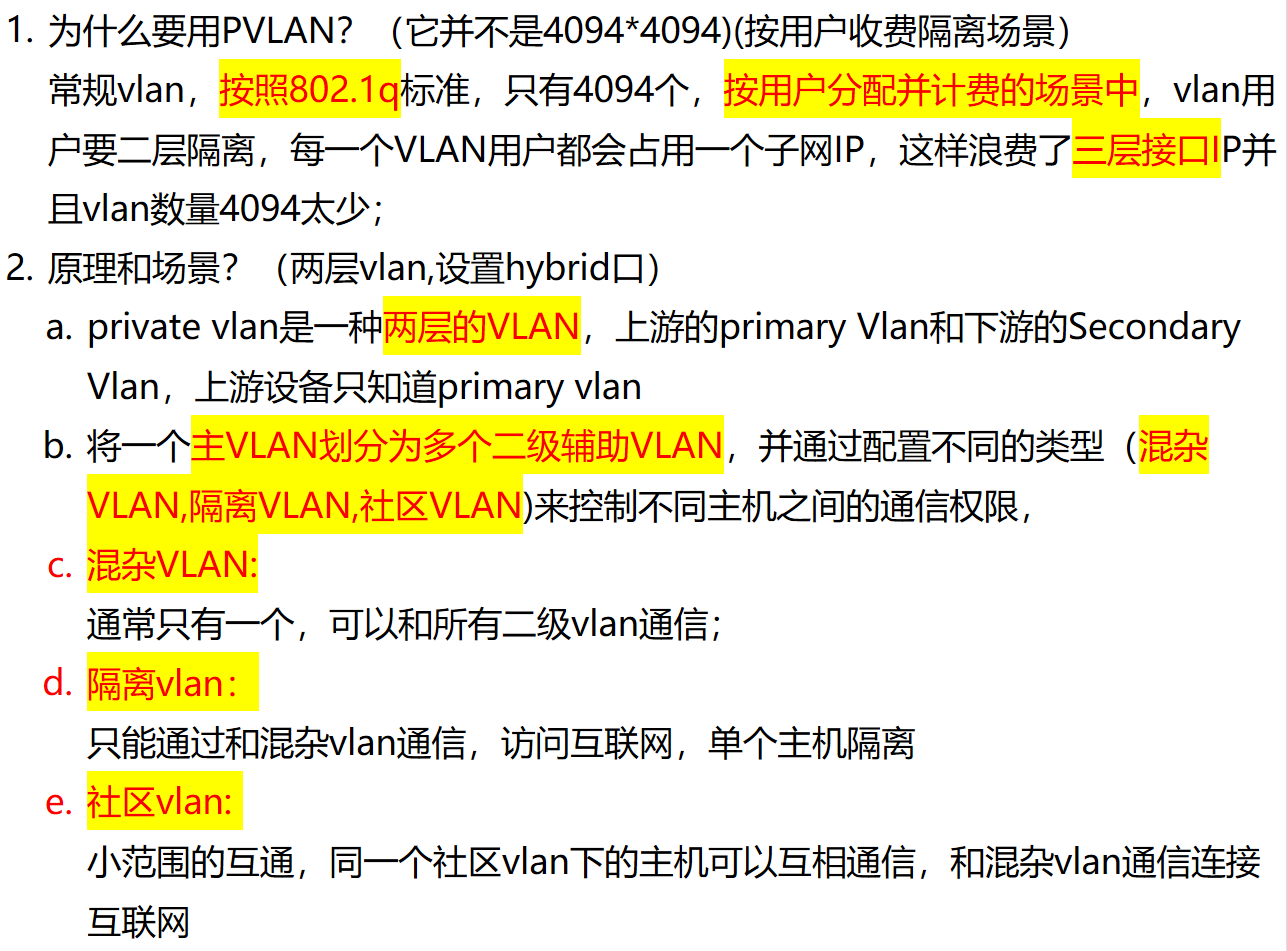 1. 为什么要用PVLAN？（它并不是4094*4094)(按用户收费隔离场景）
常规vlan，按照802.1q标准，只有4094个，按用户分配并计费的场景中，vlan用
户要二层隔离，每一个VLAN用户都会占用一个子网IP，这样浪费了三层接口IP并
且vlan数量4094太少；
2. 原理和场景？（两层vlan,设置hybrid口）
a. private vlan是一种两层的VLAN，上游的primary Vlan和下游的Secondary
Vlan，上游设备只知道primary vlan
b. 将一个主VLAN划分为多个二级辅助VLAN，并通过配置不同的类型（混杂
VLAN,隔离VLAN,社区VLAN)来控制不同主机之间的通信权限，
c. 混杂VLAN:
通常只有一个，可以和所有二级vlan通信；
d. 隔离vlan：
只能通过和混杂vlan通信，访问互联网，单个主机隔离
e. 社区vlan:
小范围的互通，同一个社区vlan下的主机可以互相通信，和混杂vlan通信连接
互联网